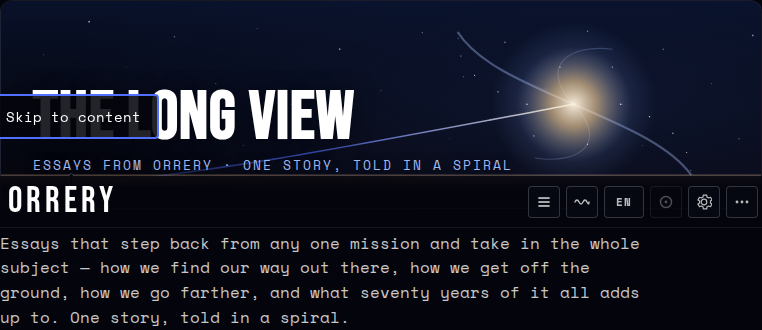 THE LONG VIEW
Skip to content
ESSAYS FROM ORRERY · ONE STORY, TOLD IN A SPIRAL
ORRERY
EN
Essays that step back from any one mission and take in the whole
subject — how we find our way out there, how we get off the
ground, how we go farther, and what seventy years of it all adds
up to. One story, told in a spiral.